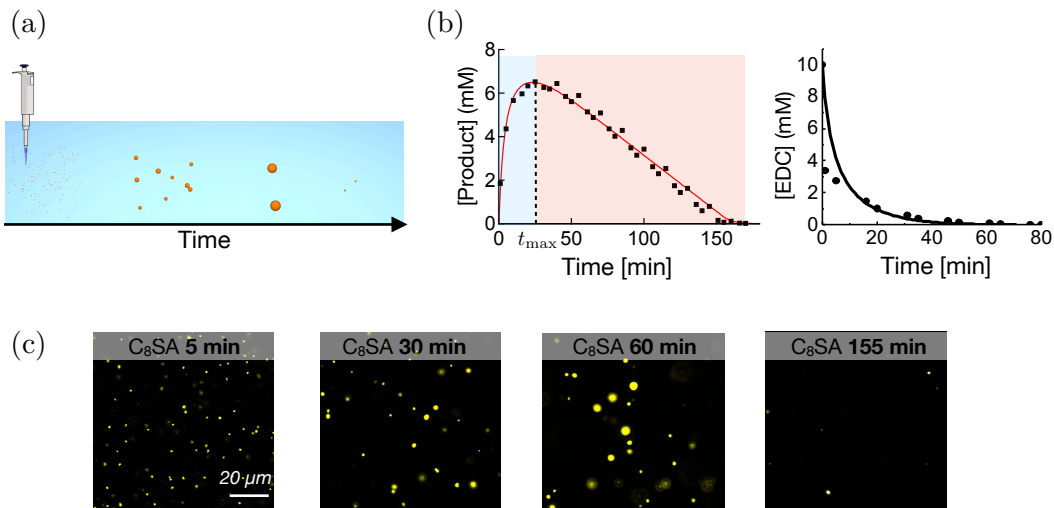 (a)
Time
(b)
[Product] (mM)
8
6
4
2
0
0
t_max
50
100
150
Time [min]
[EDC] (mM)
10
8
6
4
2
0
0
20
40
60
80
Time [min]
(c)
C₈SA 5 min
20·µm
C₈SA 30 min
C₈SA 60 min
C₈SA 155 min